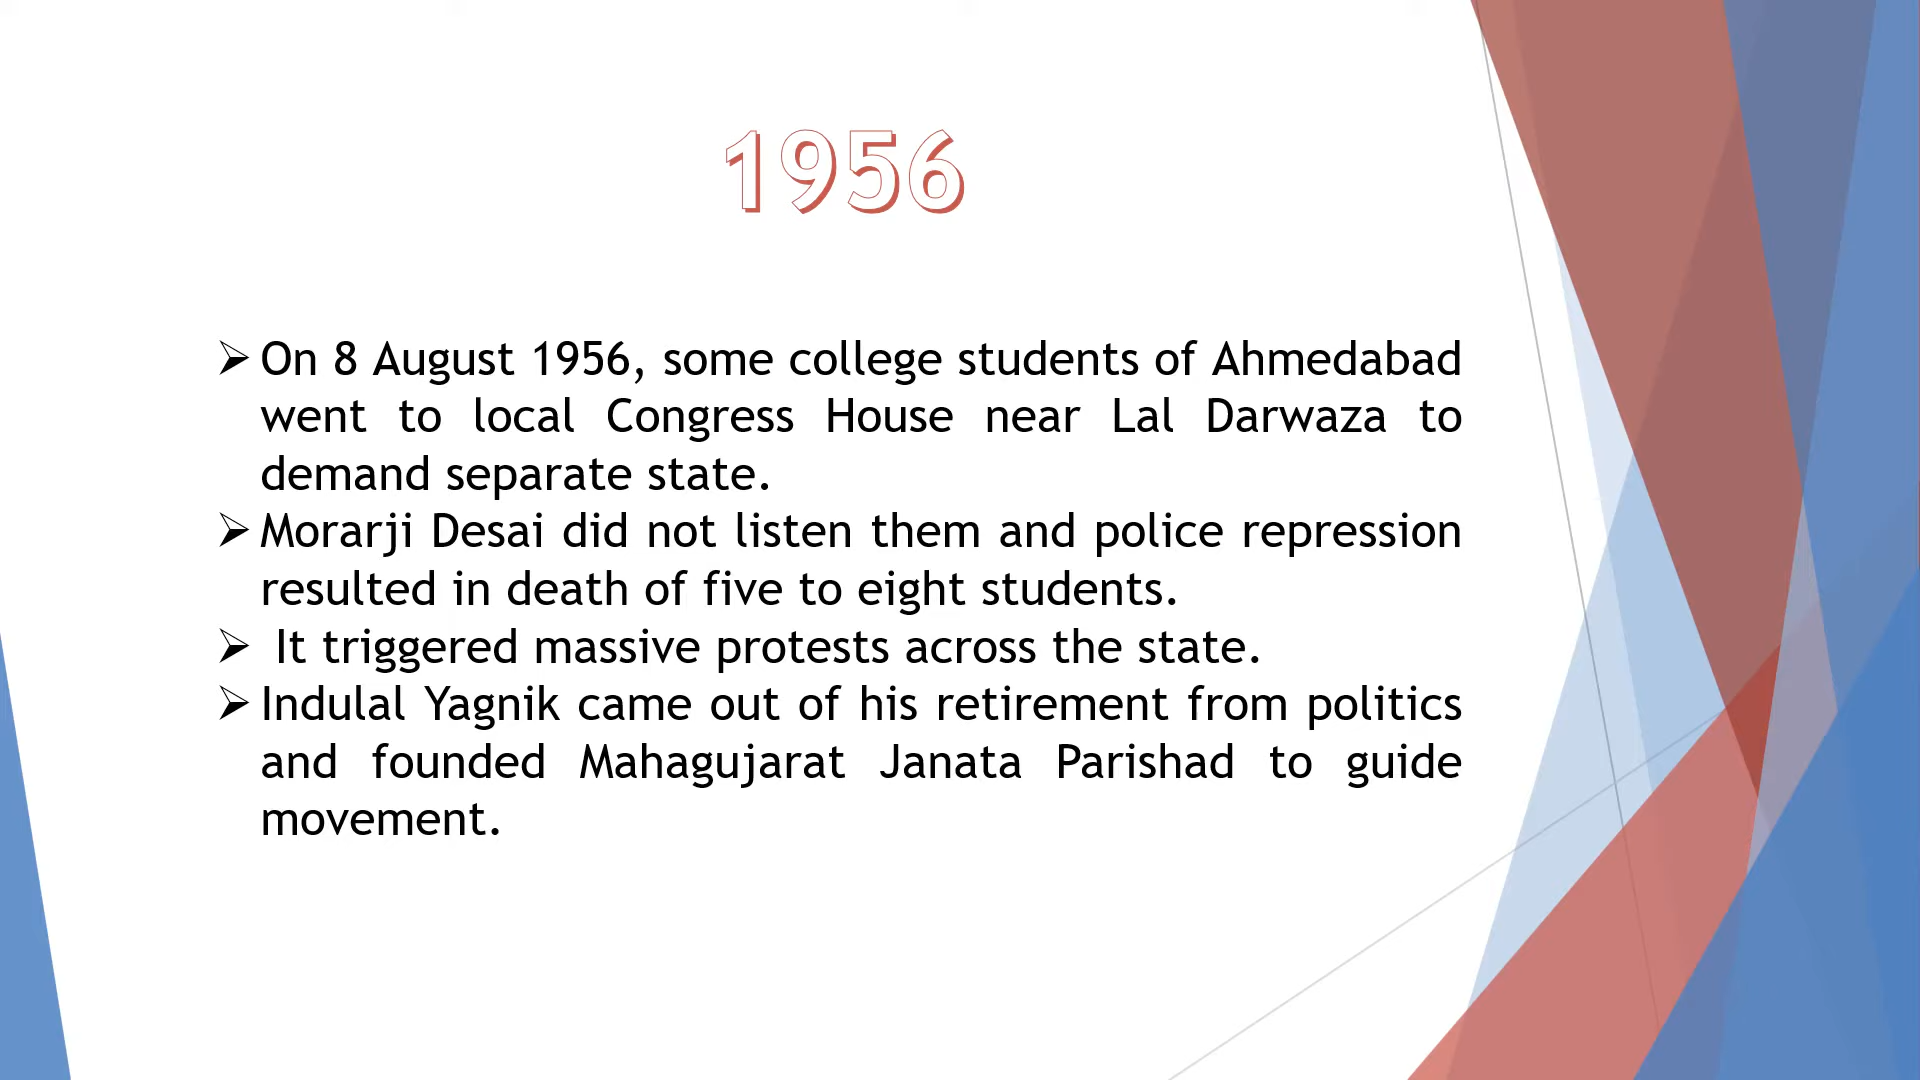 1956
➢ On 8 August 1956, some college students of Ahmedabad
went to local Congress House near Lal Darwaza to
demand separate state.
➢ Morarji Desai did not listen them and police repression
resulted in death of five to eight students.
➢ It triggered massive protests across the state.
➢ Indulal Yagnik came out of his retirement from politics
and founded Mahagujarat Janata Parishad to guide
movement.